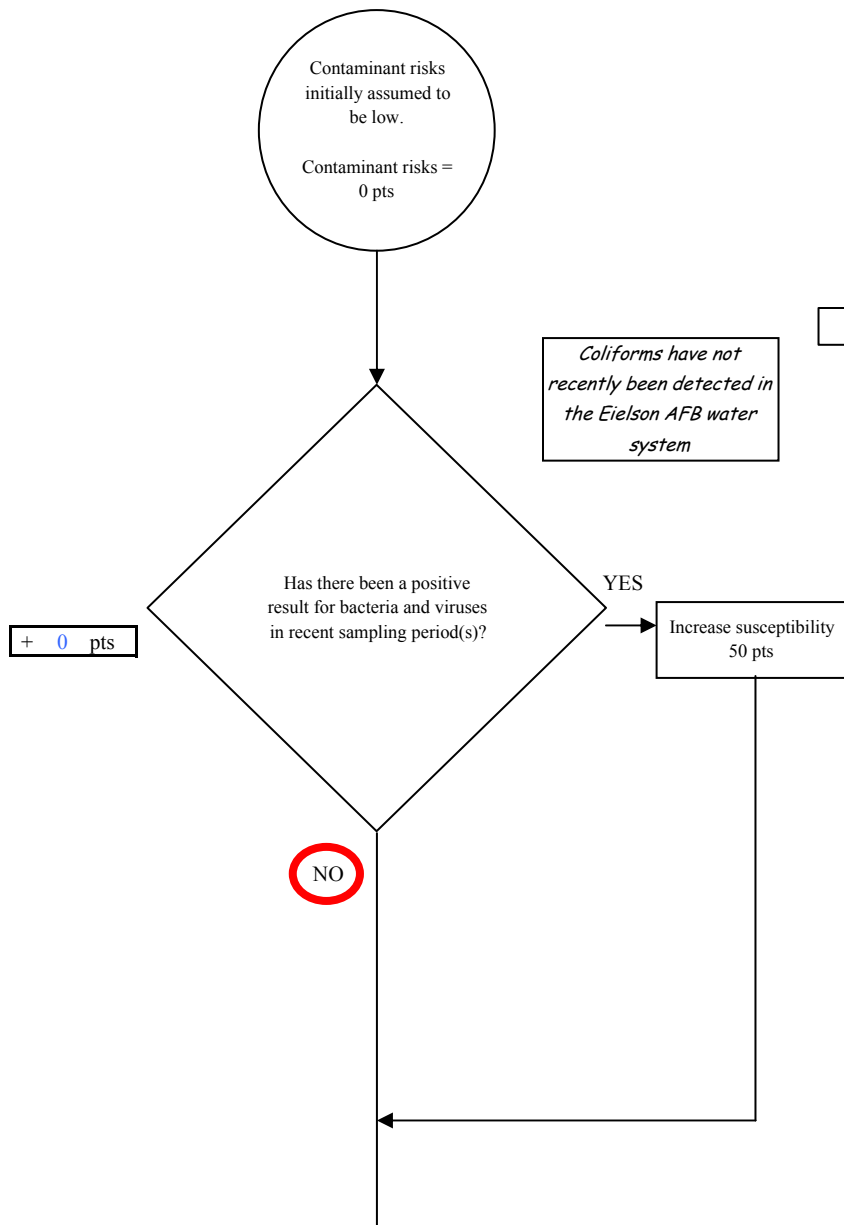 Contaminant risks
initially assumed to
be low.
Contaminant risks =
0 pts
Coliforms have not
recently been detected in
the Eielson AFB water
system
Has there been a positive
result for bacteria and viruses
in recent sampling period(s)?
YES
+ 0 pts
Increase susceptibility
50 pts
NO